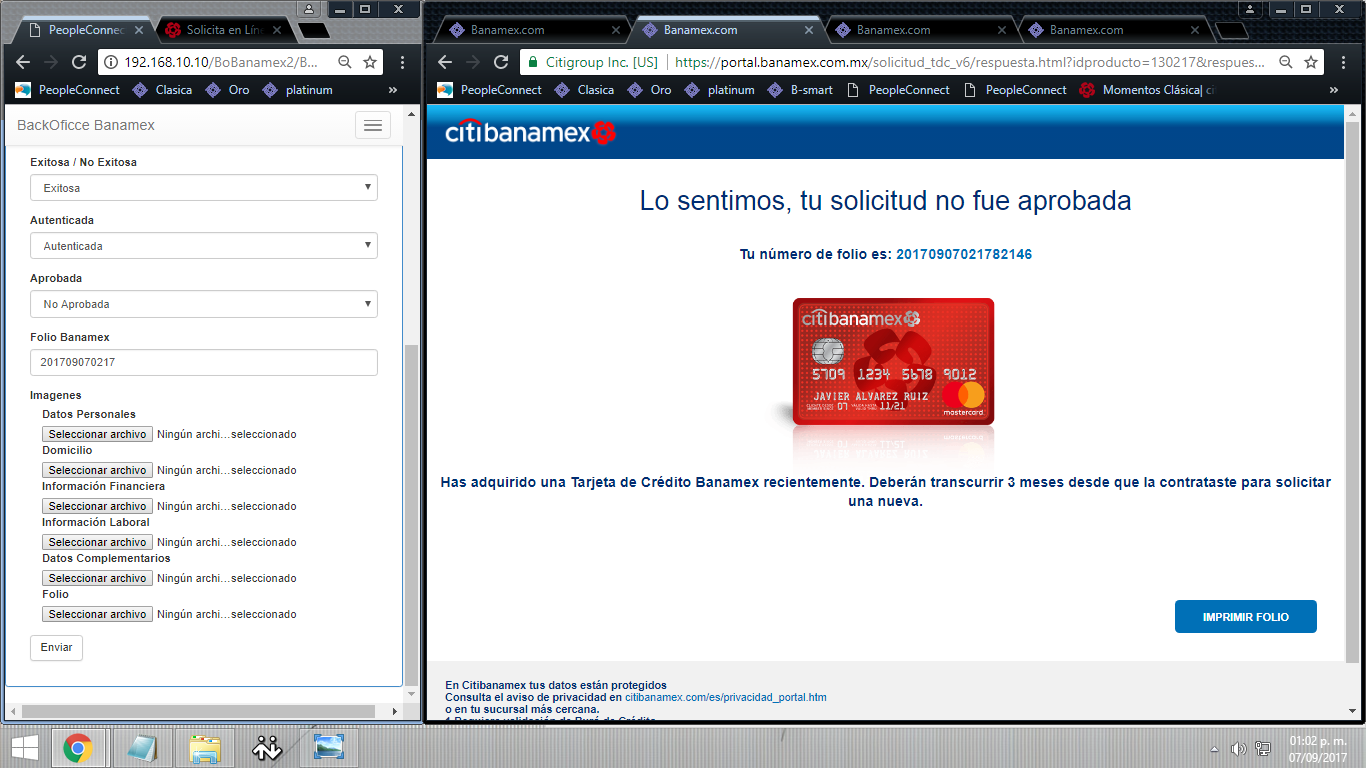 PeopleConnect
Solicita en Lín
192.168.10.10/BoBanamex2/B...
PeopleConnect
Clasica
Oro
platinum
»
BackOficce Banamex
Exitosa / No Exitosa
Exitosa
Autenticada
Autenticada
Aprobada
No Aprobada
Folio Banamex
201709070217
Imagenes
Datos Personales
Seleccionar archivo Ningún archi...seleccionado
Domicilio
Seleccionar archivo Ningún archi...seleccionado
Información Financiera
Seleccionar archivo Ningún archi...seleccionado
Información Laboral
Seleccionar archivo Ningún archi...seleccionado
Datos Complementarios
Seleccionar archivo Ningún archi...seleccionado
Folio
Seleccionar archivo Ningún archi...seleccionado
Enviar
Banamex.com
Banamex.com
Banamex.com
Banamex.com
Citigroup Inc. [US] | https://portal.banamex.com.mx/solicitud_tdc_v6/respuesta.html?idproducto=130217&respues...
PeopleConnect
Clasica
Oro
platinum
B-smart
PeopleConnect
PeopleConnect
Momentos Clásica| ci
»
citibanamex
Lo sentimos, tu solicitud no fue aprobada
Tu número de folio es: 20170907021782146
citibanamex
5709 1234 5678 9012
11/21
JAVIER ALVAREZ RUIZ
07
mastercard
Has adquirido una Tarjeta de Crédito Banamex recientemente. Deberán transcurrir 3 meses desde que la contrataste para solicitar
una nueva.
IMPRIMIR FOLIO
En Citibanamex tus datos están protegidos
Consulta el aviso de privacidad en citibanamex.com/es/privacidad_portal.htm
o en tu sucursal más cercana.
1 Requiere validación de Buró de Crédito
01:02 p. m.
07/09/2017